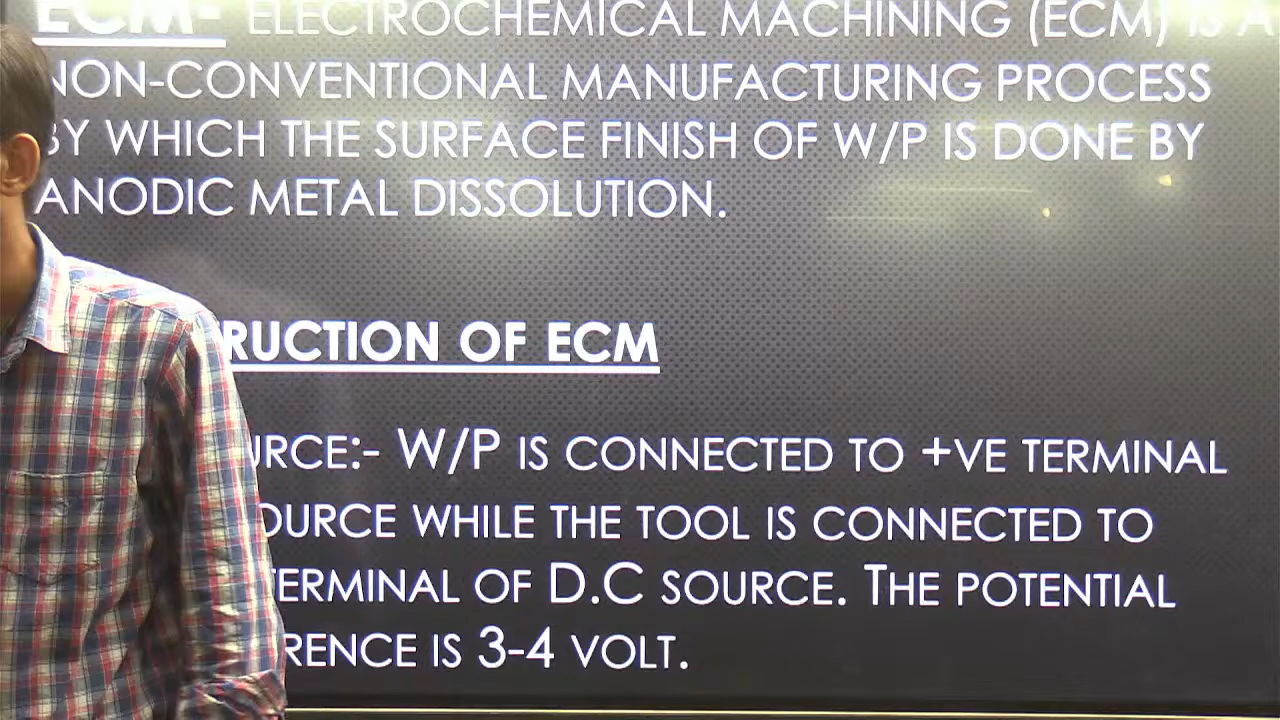 ECM- ELECTROCHEMICAL MACHINING (ECM) IS A
NON-CONVENTIONAL MANUFACTURING PROCESS
BY WHICH THE SURFACE FINISH OF W/P IS DONE BY
ANODIC METAL DISSOLUTION.
RUCTION OF ECM
URCE:- W/P IS CONNECTED TO +VE TERMINAL
OURCE WHILE THE TOOL IS CONNECTED TO
TERMINAL OF D.C SOURCE. THE POTENTIAL
RENCE IS 3-4 VOLT.